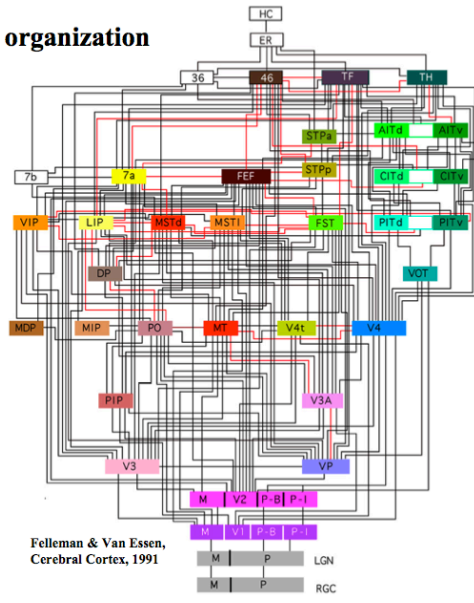 HC
organization
ER
36 46 TF TH
STPa AITd AITv
STPp
7b 7a FEF CITd CITv
VIP LIP MSTd MSTl FST PITd PITv
DP VOT
MDP MIP PO MT V4t V4
PIP V3A
V3 VP
M V2 P-B P-I
M V1 P-B P-I
Felleman & Van Essen,
Cerebral Cortex, 1991
M P LGN
M P RGC